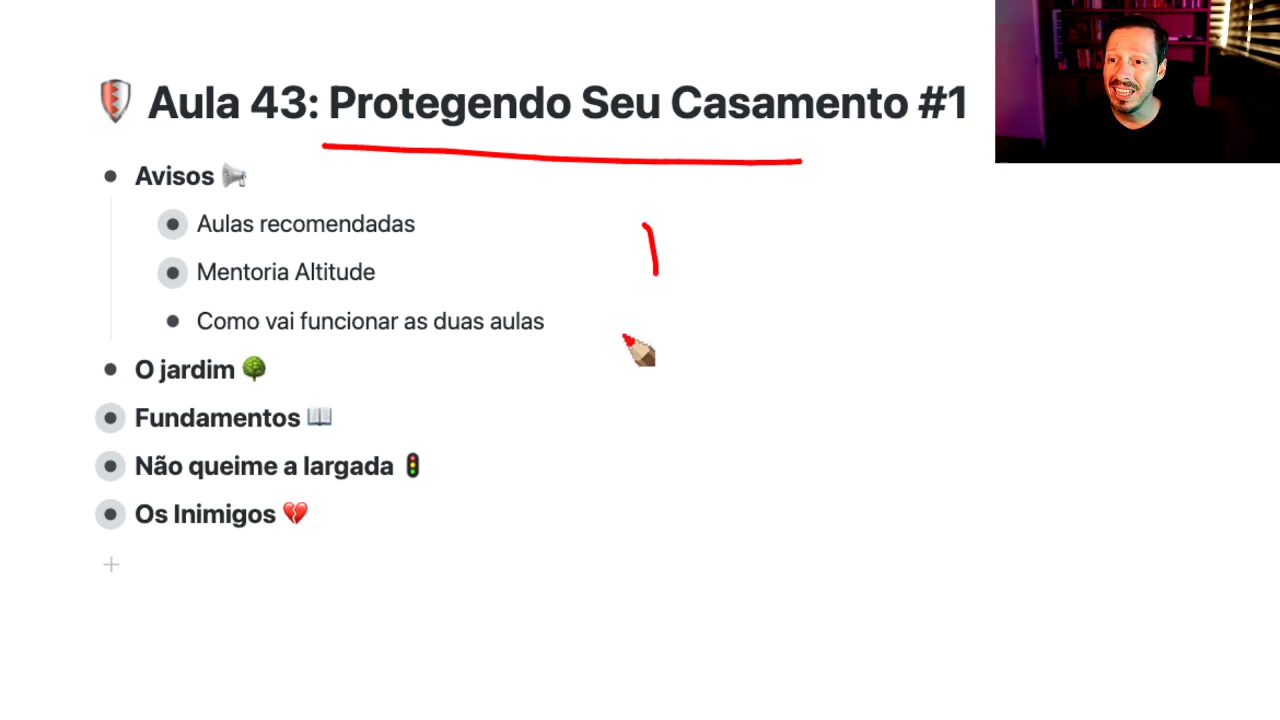 Aula 43: Protegendo Seu Casamento #1
Avisos
Aulas recomendadas
Mentoria Altitude
Como vai funcionar as duas aulas
O jardim
Fundamentos
Não queime a largada
Os Inimigos